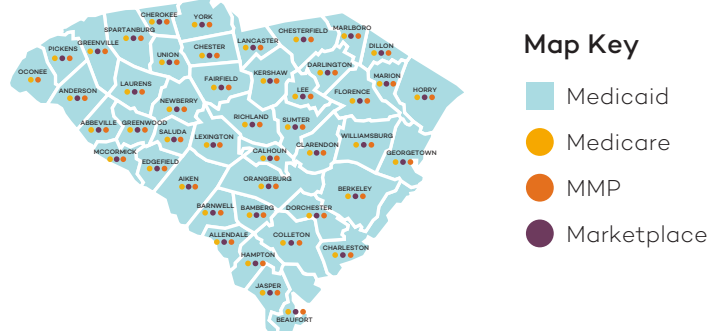 CHEROKEE
YORK
SPARTANBURG
GREENVILLE
PICKENS
OCONEE
UNION
CHESTER
LANCASTER
CHESTERFIELD
MARLBORO
DILLON
DARLINGTON
MARION
HORRY
ANDERSON
LAURENS
FAIRFIELD
KERSHAW
LEE
FLORENCE
NEWBERRY
ABBEVILLE
GREENWOOD
SALUDA
LEXINGTON
RICHLAND
SUMTER
CLARENDON
WILLIAMSBURG
GEORGETOWN
MCCORMICK
EDGEFIELD
CALHOUN
AIKEN
ORANGEBURG
BERKELEY
BARNWELL
BAMBERG
DORCHESTER
ALLENDALE
COLLETON
CHARLESTON
HAMPTON
JASPER
BEAUFORT
Map Key
Medicaid
Medicare
MMP
Marketplace